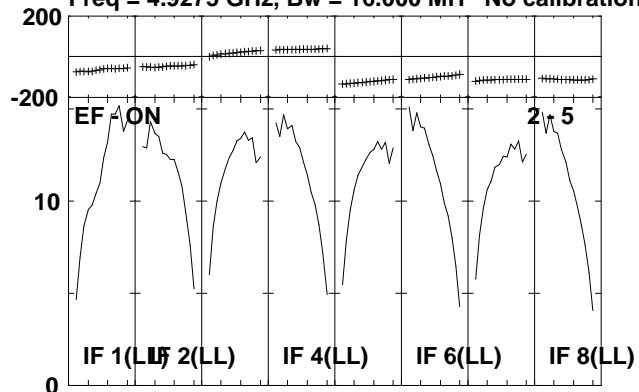 Freq = 4.9275 GHz, Bw = 16.000 MH No calibration
200
-200
EF - ON 2 - 5
10
IF 1(LL) IF 2(LL) IF 4(LL) IF 6(LL) IF 8(LL)
0